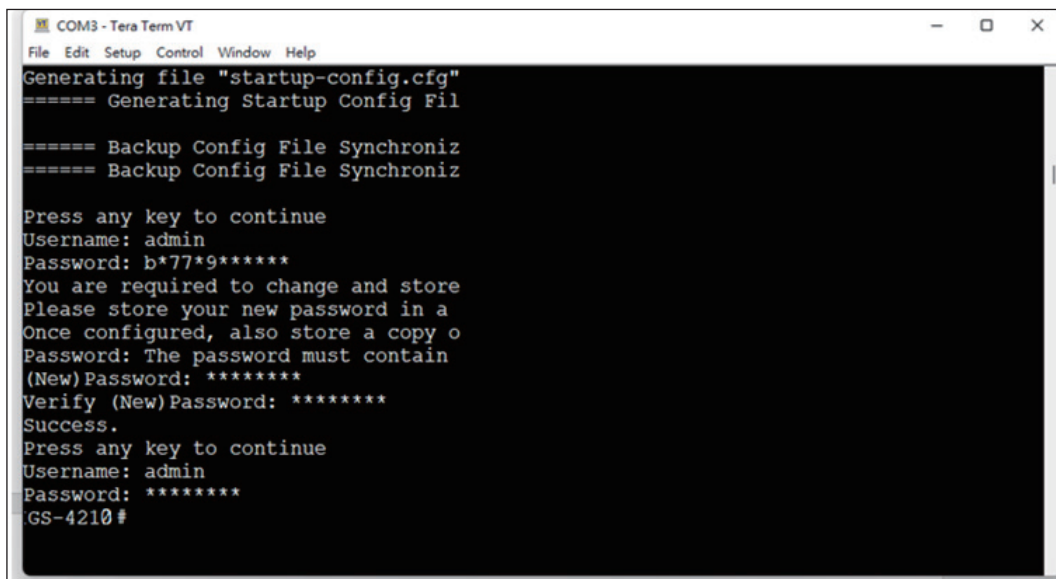 COM3 - Tera Term VT
File Edit Setup Control Window Help
Generating file "startup-config.cfg"
====== Generating Startup Config Fil
====== Backup Config File Synchroniz
====== Backup Config File Synchroniz
Press any key to continue
Username: admin
Password: b*77*9******
You are required to change and store
Please store your new password in a
Once configured, also store a copy o
Password: The password must contain
(New)Password: ********
Verify (New)Password: ********
Success.
Press any key to continue
Username: admin
Password: ********
GS-4210#